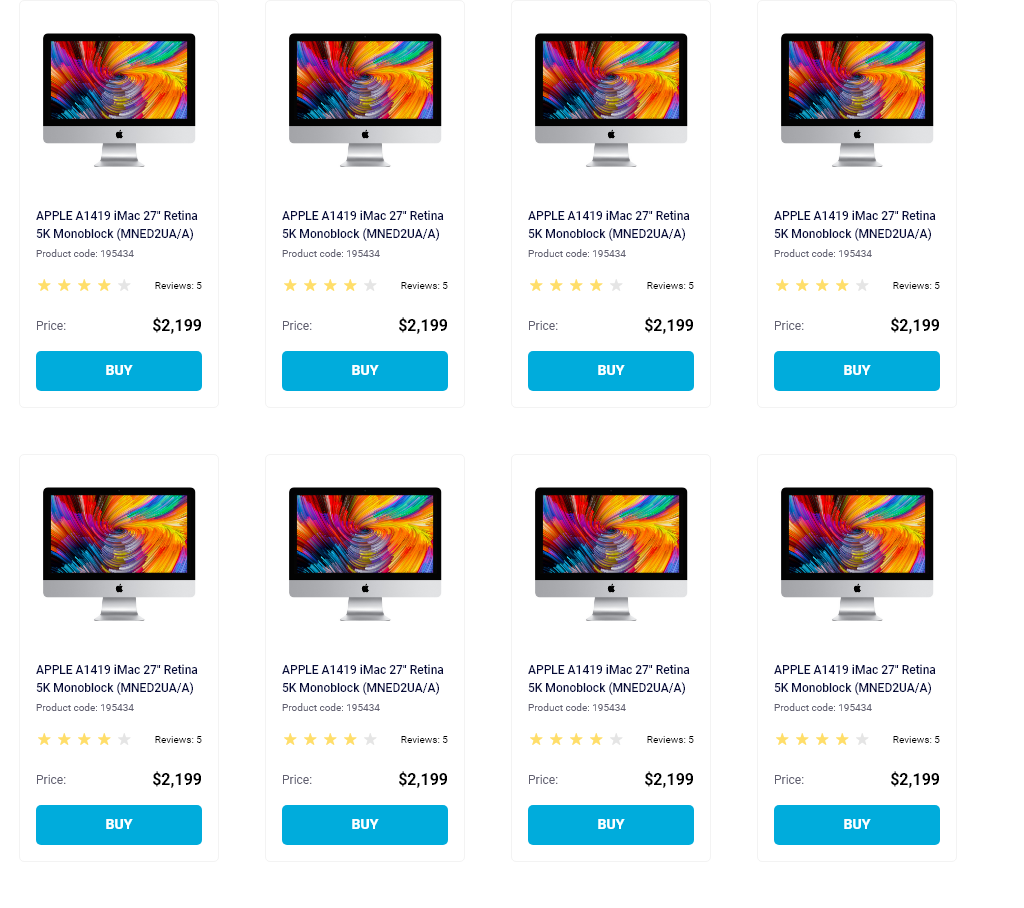 APPLE A1419 iMac 27" Retina
5K Monoblock (MNED2UA/A)
Product code: 195434
Reviews: 5
Price: $2,199
BUY
APPLE A1419 iMac 27" Retina
5K Monoblock (MNED2UA/A)
Product code: 195434
Reviews: 5
Price: $2,199
BUY
APPLE A1419 iMac 27" Retina
5K Monoblock (MNED2UA/A)
Product code: 195434
Reviews: 5
Price: $2,199
BUY
APPLE A1419 iMac 27" Retina
5K Monoblock (MNED2UA/A)
Product code: 195434
Reviews: 5
Price: $2,199
BUY
APPLE A1419 iMac 27" Retina
5K Monoblock (MNED2UA/A)
Product code: 195434
Reviews: 5
Price: $2,199
BUY
APPLE A1419 iMac 27" Retina
5K Monoblock (MNED2UA/A)
Product code: 195434
Reviews: 5
Price: $2,199
BUY
APPLE A1419 iMac 27" Retina
5K Monoblock (MNED2UA/A)
Product code: 195434
Reviews: 5
Price: $2,199
BUY
APPLE A1419 iMac 27" Retina
5K Monoblock (MNED2UA/A)
Product code: 195434
Reviews: 5
Price: $2,199
BUY